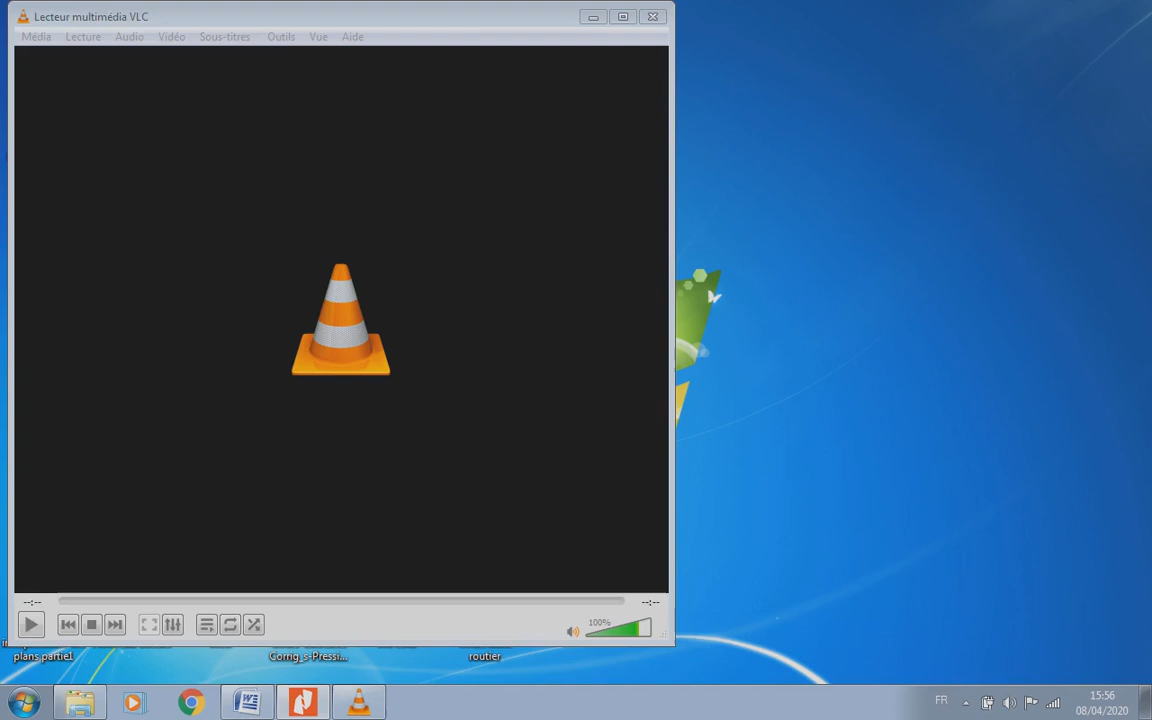 Lecteur multimédia VLC
Média Lecture Audio Vidéo Sous-titres Outils Vue Aide
--:-- --:--
100%
plans partie1 Corrig_s-Pressi... routier
FR 15:56
08/04/2020